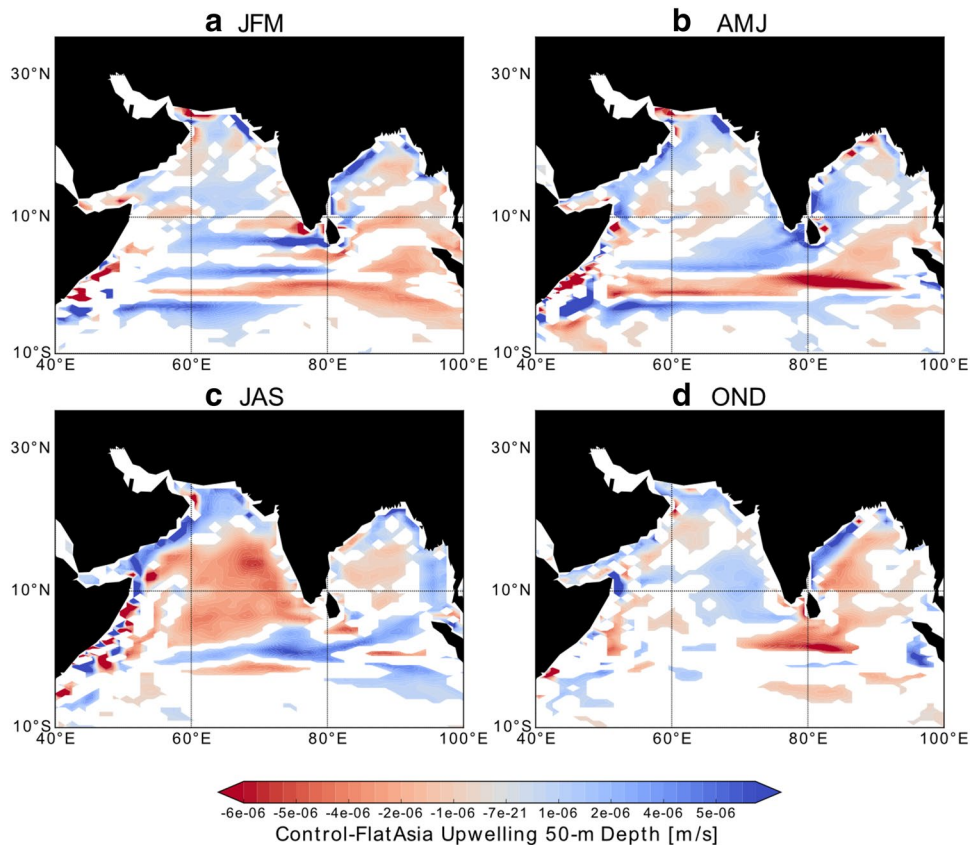 a JFM
b AMJ
30°N
10°N
10°S
40°E 60°E 80°E 100°E
30°N
10°N
10°S
40°E 60°E 80°E 100°E
c JAS
d OND
30°N
10°N
10°S
40°E 60°E 80°E 100°E
30°N
10°N
10°S
40°E 60°E 80°E 100°E
-6e-06 -5e-06 -4e-06 -2e-06 -1e-06 -7e-21 1e-06 2e-06 4e-06 5e-06
Control-FlatAsia Upwelling 50-m Depth [m/s]